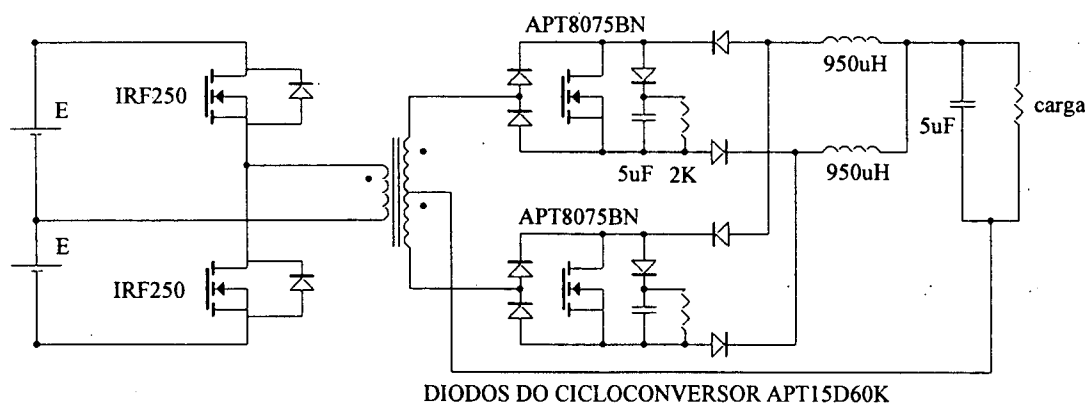 APT8075BN
950uH
IRF250
E
5uF
carga
5uF
2K
950uH
APT8075BN
E
IRF250
DIODOS DO CICLOCONVERSOR APT15D60K